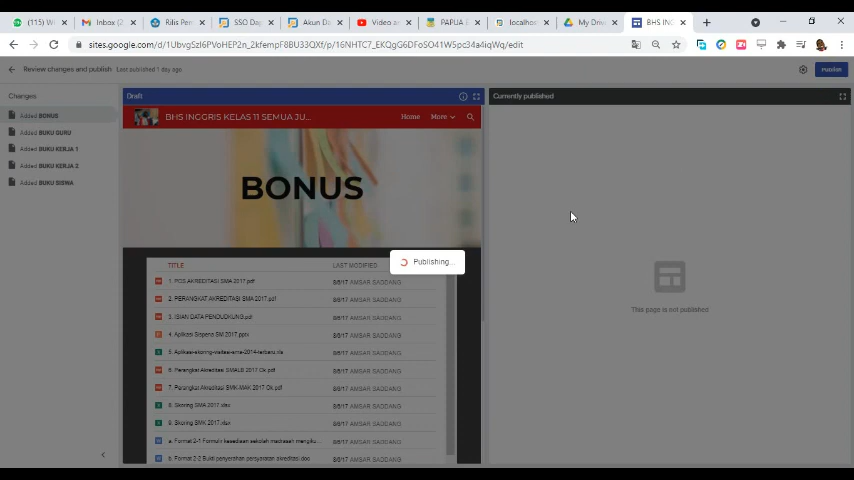 (115) W
Inbox (2
Rilis Pen
SSO Dap
Akun Da
Video an
PAPUA B
localhos
My Driv
BHS ING
sites.google.com/d/1UbvgSzI6PVoHEP2n_2kfempF8BU33QXf/p/16NHTC7_EKQgG6DFoSO41W5pc34a4iqWq/edit
Review changes and publish Last published 1 day ago
Publish
Changes
Draft
Currently published
Added BONUS
Added BUKU GURU
Added BUKU KERJA 1
Added BUKU KERJA 2
Added BUKU SISWA
BHS INGGRIS KELAS 11 SEMUA JU...
Home
More
BONUS
Publishing...
This page is not published
TITLE
LAST MODIFIED
1. POS AKREDITASI SMA 2017.pdf
8/8/17 AMSAR SADDANG
2. PERANGKAT AKREDITASI SMA 2017.pdf
8/8/17 AMSAR SADDANG
3. ISIAN DATA PENDUKUNG.pdf
8/8/17 AMSAR SADDANG
4. Aplikasi Sispena SM 2017.pptx
8/8/17 AMSAR SADDANG
5. Aplikasi-skoring-visitasi-sma-2014-terbaru.xls
8/8/17 AMSAR SADDANG
6. Perangkat Akreditasi SMALB 2017 Ok.pdf
8/8/17 AMSAR SADDANG
7. Perangkat Akreditasi SMK-MAK 2017 Ok.pdf
8/8/17 AMSAR SADDANG
8. Skoring SMA 2017.xlsx
8/8/17 AMSAR SADDANG
9. Skoring SMK 2017.xlsx
8/8/17 AMSAR SADDANG
a. Format 2-1 Formulir kesediaan sekolah madrasah mengiku...
8/8/17 AMSAR SADDANG
b. Format 2-2 Bukti penyerahan persyaratan akreditasi.doc
8/8/17 AMSAR SADDANG